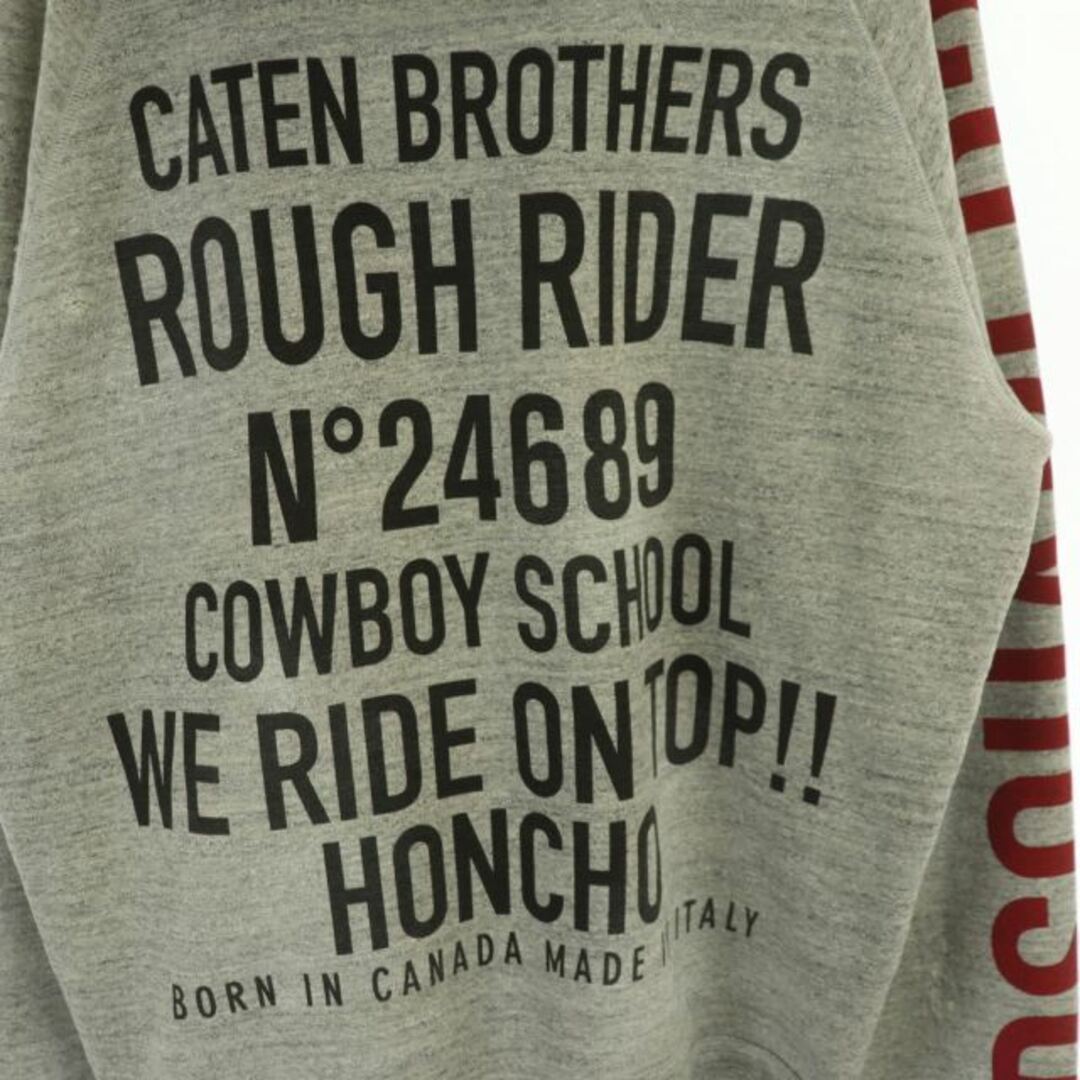 CATEN BROTHERS
ROUGH RIDER
N°24689
COWBOY SCHOOL
WE RIDE ON TOP!!
HONCHO
BORN IN CANADA MADE IN ITALY